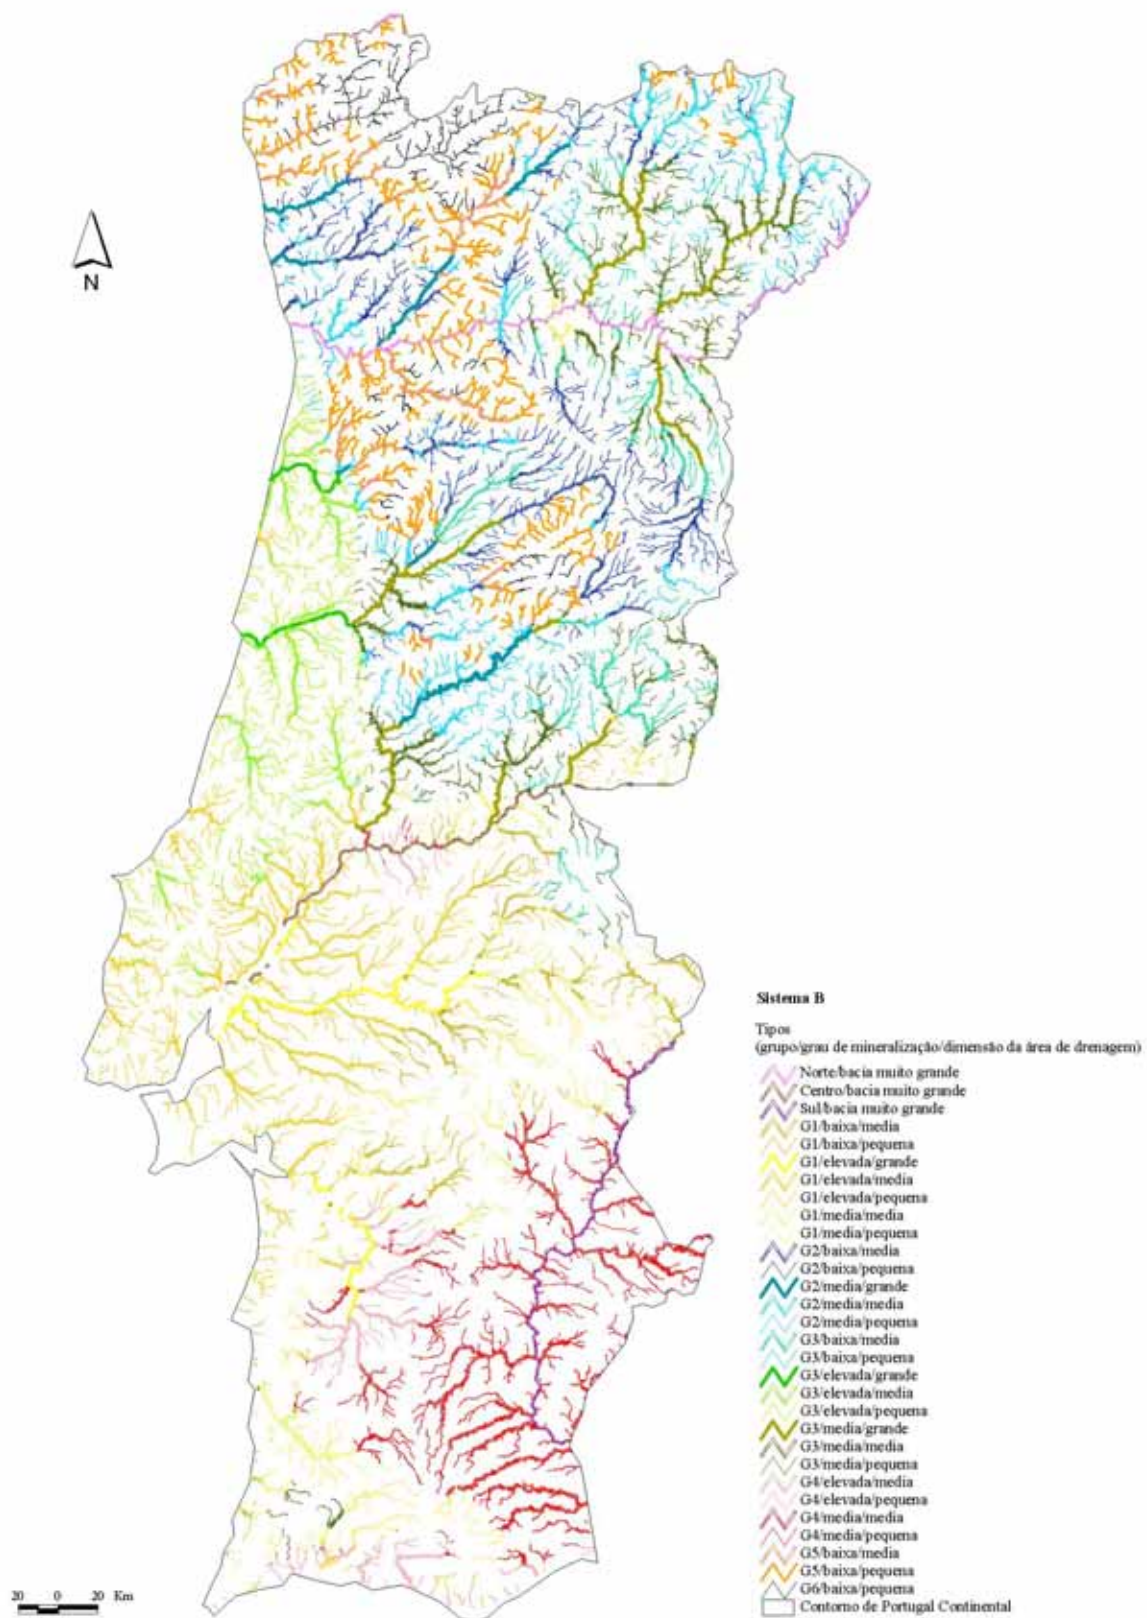 N
Sistema B
Tipos
(grupo/grau de mineralização/dimensão da área de drenagem)
Norte/bacia muito grande
Centro/bacia muito grande
Sul/bacia muito grande
G1/baixa/media
G1/baixa/pequena
G1/elevada/grande
G1/elevada/media
G1/elevada/pequena
G1/media/media
G1/media/pequena
G2/baixa/media
G2/baixa/pequena
G2/media/grande
G2/media/media
G2/media/pequena
G3/baixa/media
G3/baixa/pequena
G3/elevada/grande
G3/elevada/media
G3/elevada/pequena
G3/media/grande
G3/media/media
G3/media/pequena
G4/elevada/media
G4/elevada/pequena
G4/media/media
G4/media/pequena
G5/baixa/media
G5/baixa/pequena
G6/baixa/pequena
Contorno de Portugal Continental
20 0 20 Km